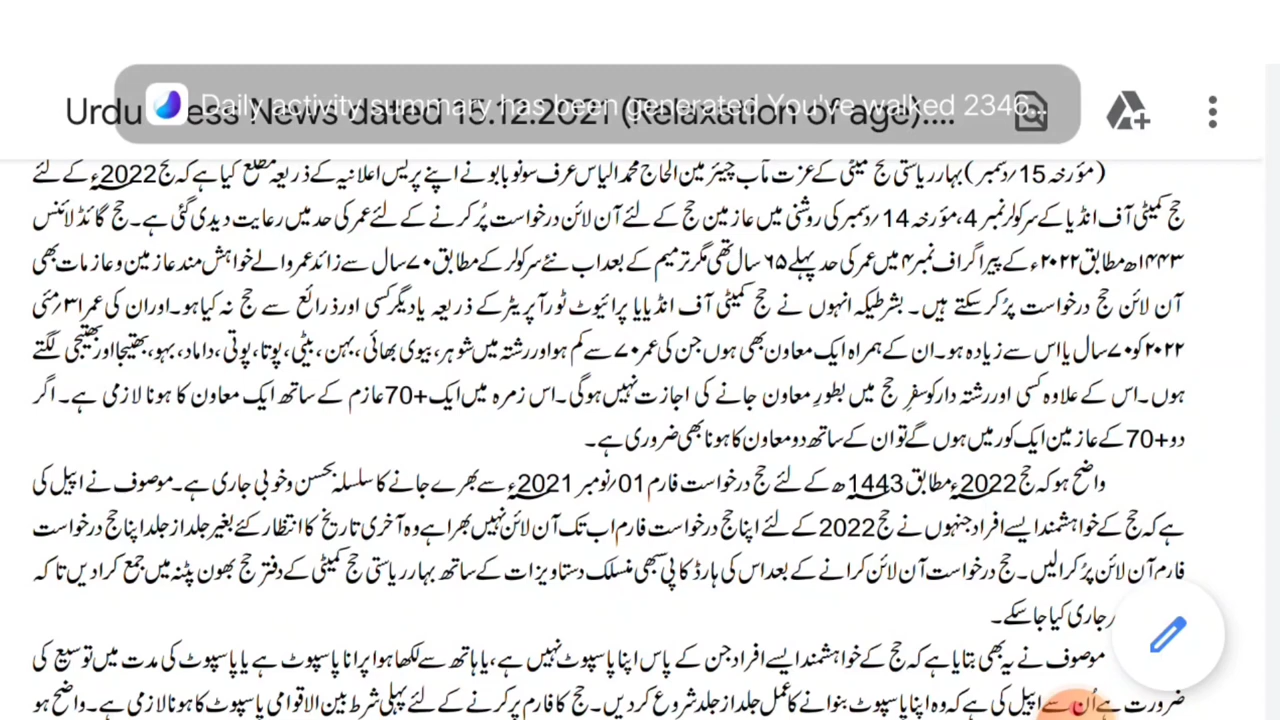 Daily activity summary has been generated You've walked 2346...
Urdu ess News dated 15.12.2021 (Relaxation of age)....
(مؤرخہ 15؍دسمبر) بہار ریاستی حج کمیٹی کے عزت مآب چیئرمین الحاج محمد الیاس عرف سونو بابو نے اپنے پریس اعلانیہ کے ذریعہ مطلع کیا ہے کہ حج 2022ء کے لئے
حج کمیٹی آف انڈیا کے سرکولر نمبر 4، مؤرخہ 14؍دسمبر کی روشنی میں عازمین حج کے لئے آن لائن درخواست پُر کرنے کے لئے عمر کی حد میں رعایت دیدی گئی ہے۔ حج گائڈ لائنس
۱۴۴۳ھ مطابق ۲۰۲۲ء کے پیراگراف نمبر ۴ میں عمر کی حد پہلے ۶۵ سال تھی مگر ترمیم کے بعد اب نئے سرکولر کے مطابق ۷۰ سال سے زائد عمر والے خواہش مند عازمین و عازمات بھی
آن لائن حج درخواست پُر کر سکتے ہیں۔ بشرطیکہ انہوں نے حج کمیٹی آف انڈیا یا پرائیوٹ ٹور آپریٹر کے ذریعہ یا دیگر کسی اور ذرائع سے حج نہ کیا ہو۔ اور ان کی عمر ۳۱؍مئی
۲۰۲۲ کو ۷۰ سال یا اس سے زیادہ ہو۔ ان کے ہمراہ ایک معاون بھی ہوں جن کی عمر ۷۰ سے کم ہو اور رشتہ میں شوہر، بیوی بھائی، بہن، بیٹی، پوتا، پوتی، داماد، بہو، بھتیجا اور بھتیجی لگتے
ہوں۔ اس کے علاوہ کسی اور رشتہ دار کو سفرِ حج میں بطورِ معاون جانے کی اجازت نہیں ہوگی۔ اس زمرہ میں ایک +70 عازم کے ساتھ ایک معاون کا ہونا لازمی ہے۔ اگر
دو +70 کے عازمین ایک کور میں ہوں گے تو ان کے ساتھ دو معاون کا ہونا بھی ضروری ہے۔
واضح ہو کہ حج 2022ء مطابق 1443ھ کے لئے حج درخواست فارم 01؍نومبر 2021ء سے بھرے جانے کا سلسلہ بحسن و خوبی جاری ہے۔ موصوف نے اپیل کی
ہے کہ حج کے خواہشمند ایسے افراد جنہوں نے حج 2022 کے لئے اپنا حج درخواست فارم اب تک آن لائن نہیں بھرا ہے وہ آخری تاریخ کا انتظار کئے بغیر جلد از جلد اپنا حج درخواست
فارم آن لائن پُر کرالیں۔ حج درخواست آن لائن کرانے کے بعد اس کی ہارڈ کاپی سبھی منسلک دستاویزات کے ساتھ بہار ریاستی حج کمیٹی کے دفتر حج بھون پٹنہ میں جمع کرادیں تاکہ
جاری کیا جاسکے۔
موصوف نے یہ بھی بتایا ہے کہ حج کے خواہشمند ایسے افراد جن کے پاس اپنا پاسپوٹ نہیں ہے، یا ہاتھ سے لکھا ہوا پرانا پاسپوٹ ہے یا پاسپوٹ کی مدت میں توسیع کی
ضرورت ہے اُن سے اپیل کی ہے کہ وہ اپنا پاسپوٹ بنوانے کا عمل جلد از جلد شروع کردیں۔ حج کا فارم پر کرنے کے لئے پہلی شرط بین الاقوامی پاسپوٹ کا ہونا لازمی ہے۔ واضح ہو